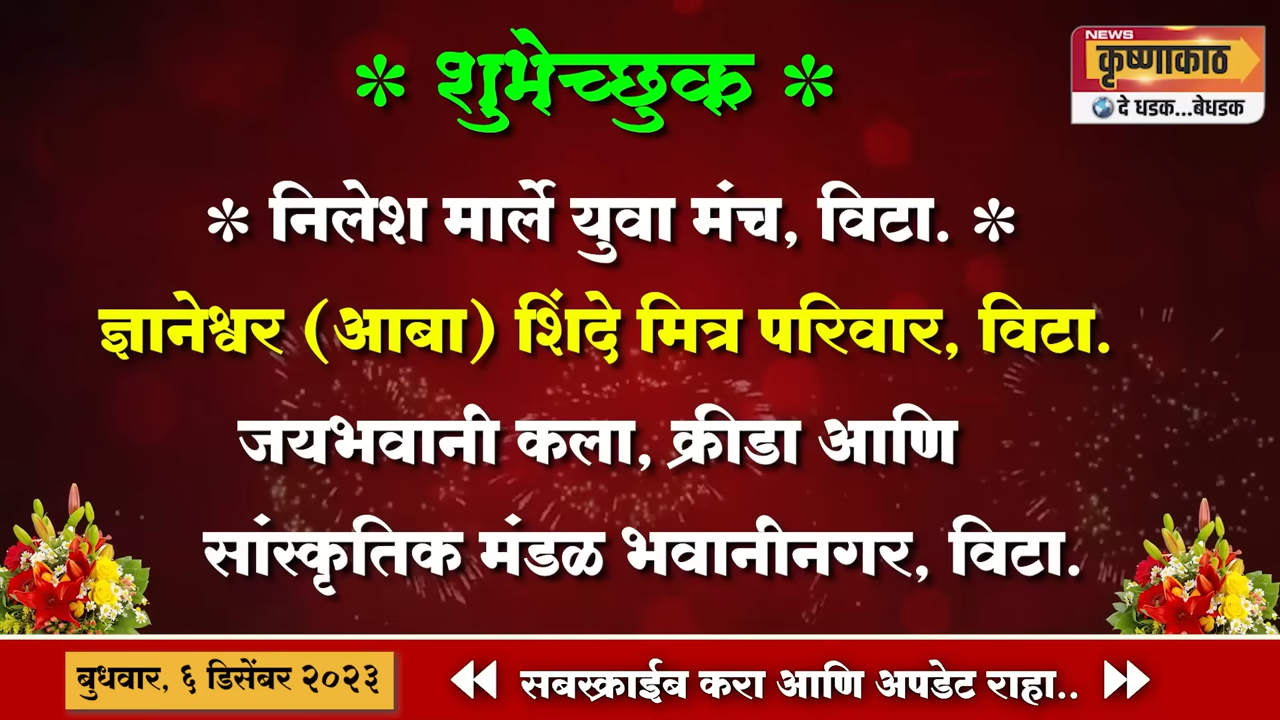 * शुभेच्छुक *
NEWS
कृष्णाकाठ
दे धडक...बेधडक
* निलेश मार्ले युवा मंच, विटा. *
ज्ञानेश्वर (आबा) शिंदे मित्र परिवार, विटा.
जयभवानी कला, क्रीडा आणि
सांस्कृतिक मंडळ भवानीनगर, विटा.
बुधवार, ६ डिसेंबर २०२३
सबस्क्राईब करा आणि अपडेट राहा..